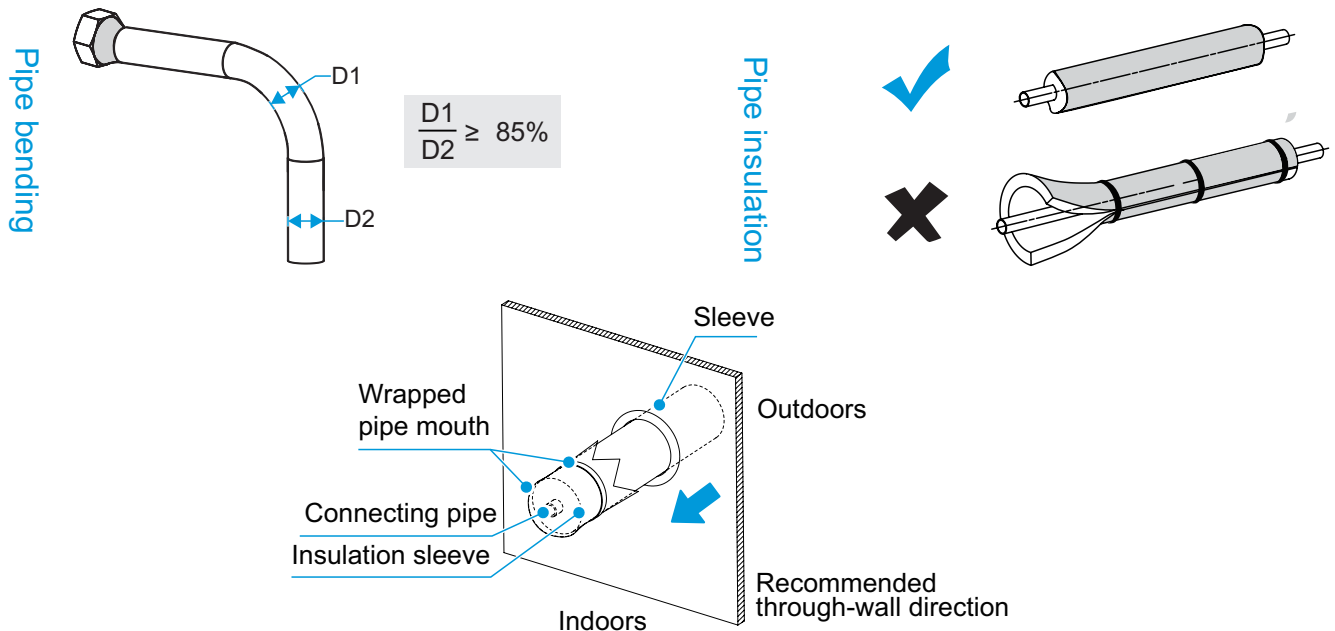 Pipe bending
D1
D2
D1
D2
≥ 85%
Pipe insulation
Sleeve
Wrapped
pipe mouth
Outdoors
Connecting pipe
Insulation sleeve
Indoors
Recommended
through-wall direction